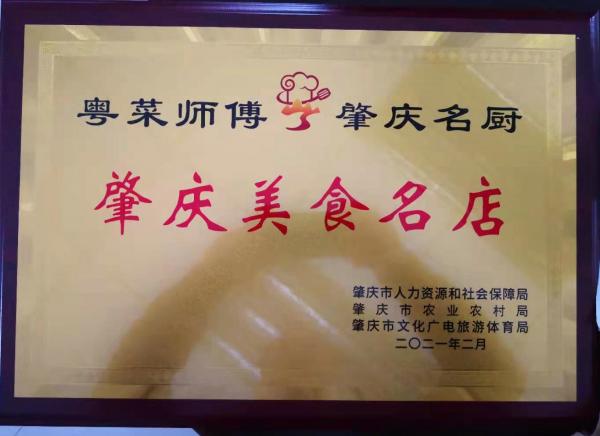 粤菜师傅 肇庆名厨
肇庆美食名店
肇庆市人力资源和社会保障局
肇庆市农业农村局
肇庆市文化广电旅游体育局
二〇二一年二月